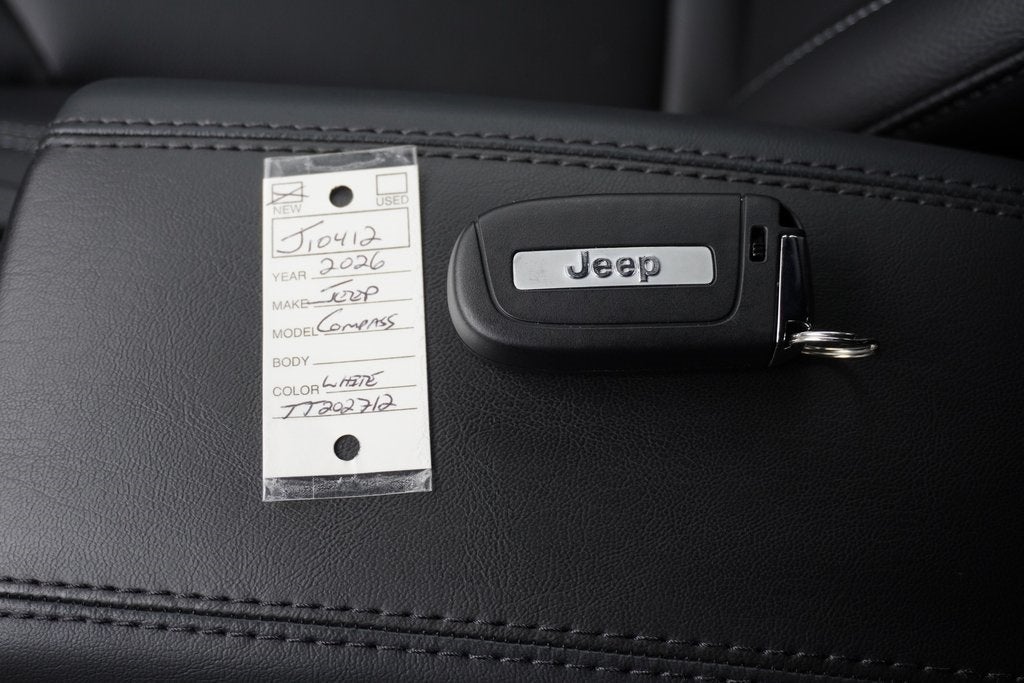 NEW USED
J10412
YEAR 2026
MAKE JEEP
MODEL COMPASS
BODY
COLOR WHITE
TT202712
Jeep